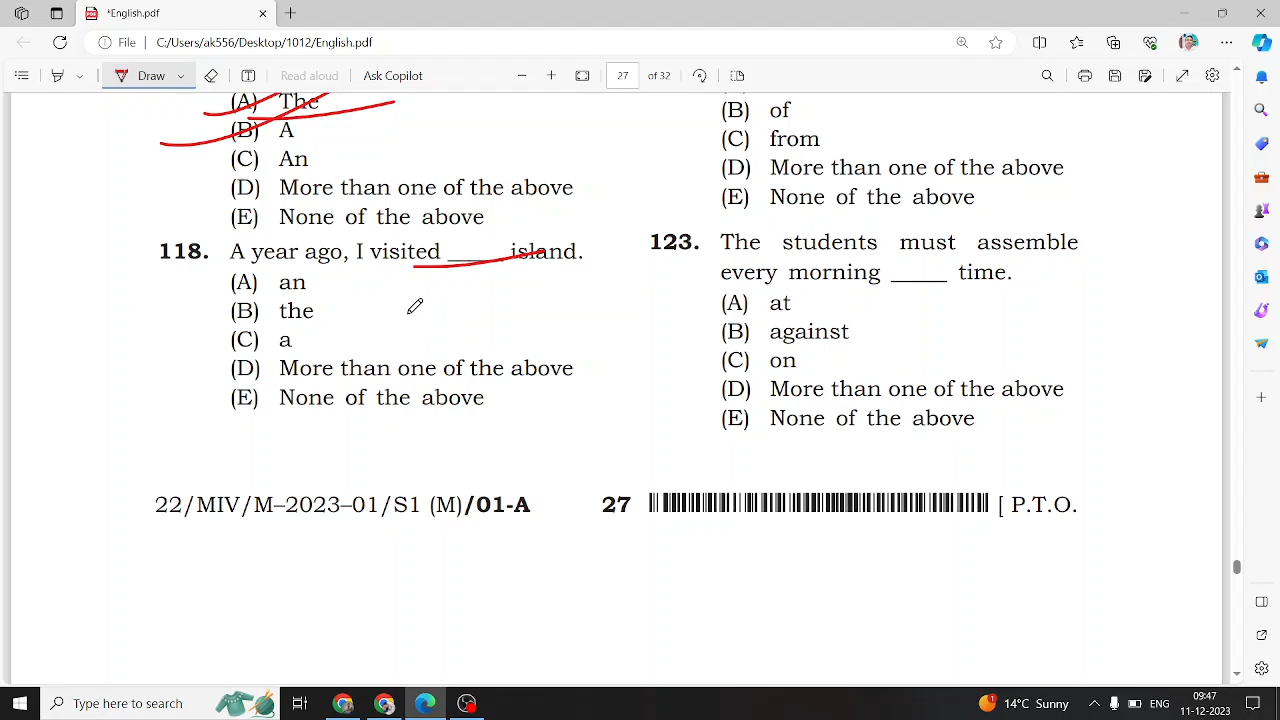 *English.pdf
File
C:/Users/ak556/Desktop/1012/English.pdf
Draw
Read aloud
Ask Copilot
27
of 32
(A) The
(B) A
(C) An
(D) More than one of the above
(E) None of the above
118. A year ago, I visited _____ island.
(A) an
(B) the
(C) a
(D) More than one of the above
(E) None of the above
(B) of
(C) from
(D) More than one of the above
(E) None of the above
123. The students must assemble
every morning _____ time.
(A) at
(B) against
(C) on
(D) More than one of the above
(E) None of the above
22/MIV/M–2023–01/S1 (M)/01-A
27
[ P.T.O.
Type here to search
1
14°C Sunny
ENG
09:47
11-12-2023